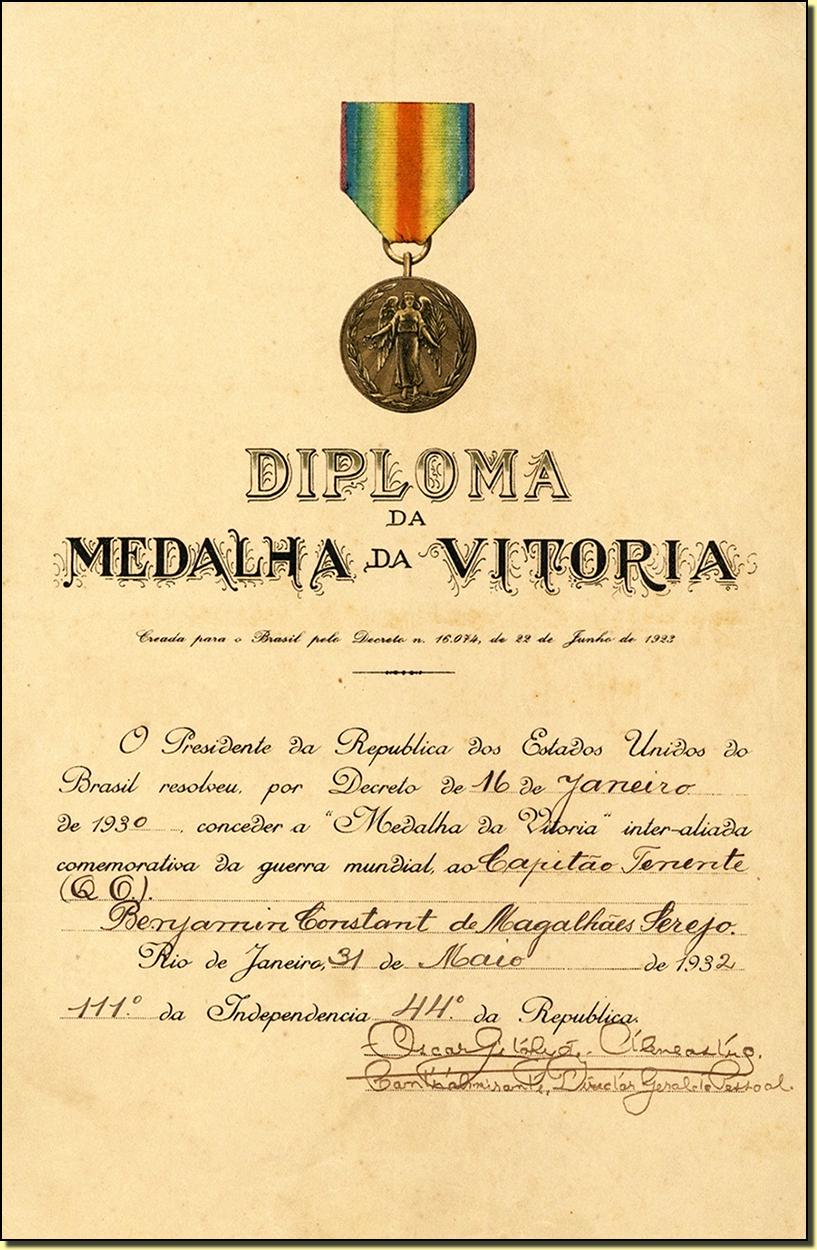 DIPLOMA
DA
MEDALHA DA VITORIA
Creada para o Brasil pelo Decreto n. 16.074, de 22 de Junho de 1923
O Presidente da Republica dos Estados Unidos do
Brasil resolveu, por Decreto de 16 de Janeiro
de 1930, conceder a "Medalha da Vitoria" inter-aliada
comemorativa da guerra mundial, ao Capitão Tenente
(Q O).
Benjamin Constant de Magalhães Serejo.
Rio de Janeiro, 31 de Maio de 1932
111.º da Independencia 44.º da Republica.
Oscar
Geral do Pessoal.